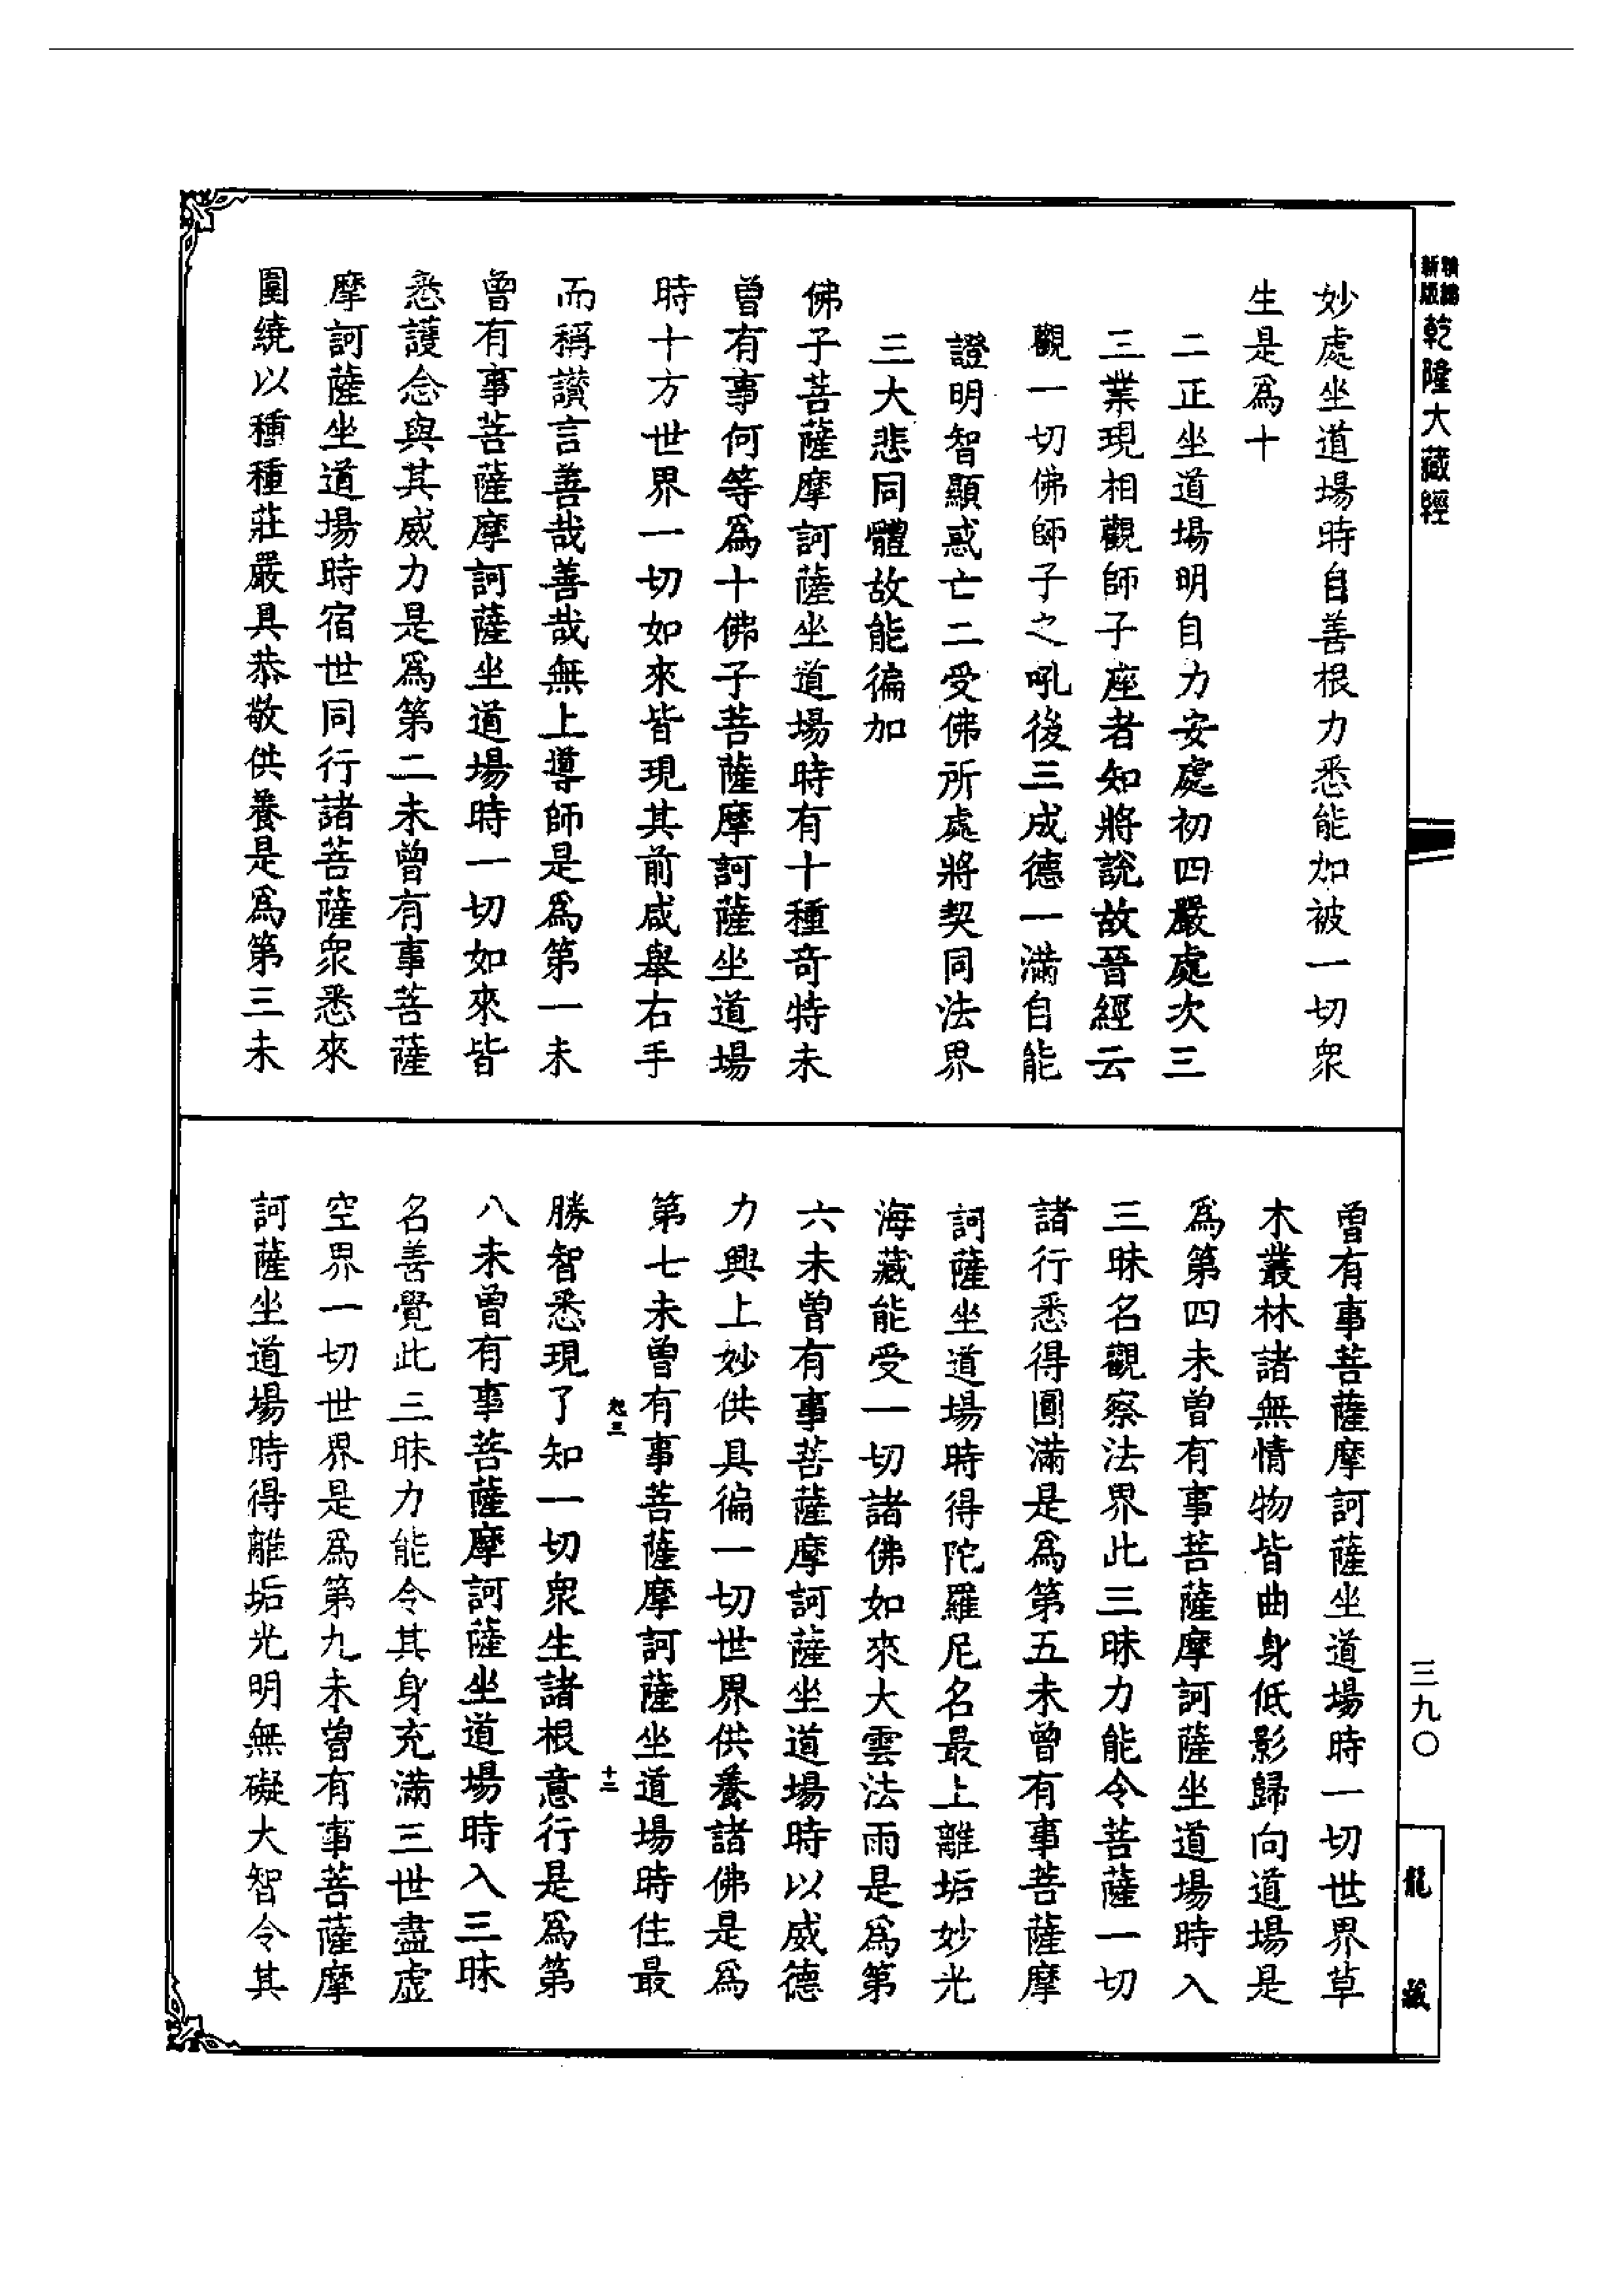 新版
乾隆大藏經
妙處坐道場時自善根力悉能加被一切衆
生是爲十
二正坐道場明自力安處初四嚴處次三
三業現相觀師子座者知將說故晉經云
觀一切佛師子之吼後三成德一滿自能
證明智顯惑亡二受佛所處將契同法界
三大悲同體故能徧加
佛子菩薩摩訶薩坐道場時有十種奇特未
曾有事何等爲十佛子菩薩摩訶薩坐道場
時十方世界一切如來皆現其前咸舉右手
而稱讚言善哉善哉無上導師是爲第一未
曾有事菩薩摩訶薩坐道場時一切如來皆
悉護念與其威力是爲第二未曾有事菩薩
摩訶薩坐道場時宿世同行諸菩薩衆悉來
圍繞以種種莊嚴具恭敬供養是爲第三未
曾有事菩薩摩訶薩坐道場時一切世界草
木叢林諸無情物皆曲身低影歸向道場是
爲第四未曾有事菩薩摩訶薩坐道場時入
三昧名觀察法界此三昧力能令菩薩一切
諸行悉得圓滿是爲第五未曾有事菩薩摩
訶薩坐道場時得陀羅尼名最上離垢妙光
海藏能受一切諸佛如來大雲法雨是爲第
六未曾有事菩薩摩訶薩坐道場時以威德
力興上妙供具徧一切世界供養諸佛是爲
第七未曾有事菩薩摩訶薩坐道場時住最
起三
十二
勝智悉現了知一切衆生諸根意行是爲第
八未曾有事菩薩摩訶薩坐道場時入三昧
名善覺此三昧力能令其身充滿三世盡虛
空界一切世界是爲第九未曾有事菩薩摩
訶薩坐道場時得離垢光明無礙大智令其
三九〇
龍藏